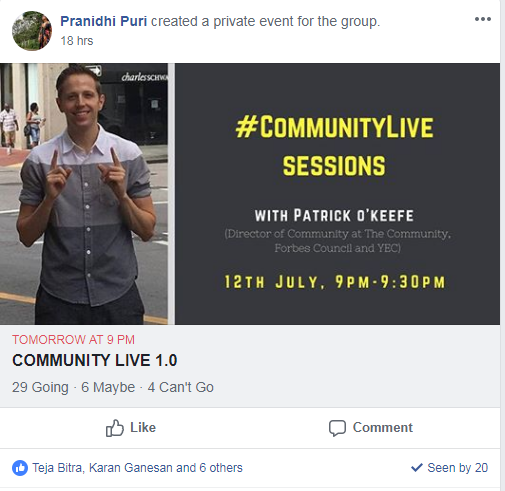 Pranidhi Puri created a private event for the group.
18 hrs
charlesSCHWA
#COMMUNITYLIVE
SESSIONS
WITH PATRICK O'KEEFE
(Director of Community at The Community,
Forbes Council and YEC)
12TH JULY, 9PM-9:30PM
TOMORROW AT 9 PM
COMMUNITY LIVE 1.0
29 Going · 6 Maybe · 4 Can't Go
Like
Comment
Teja Bitra, Karan Ganesan and 6 others
Seen by 20